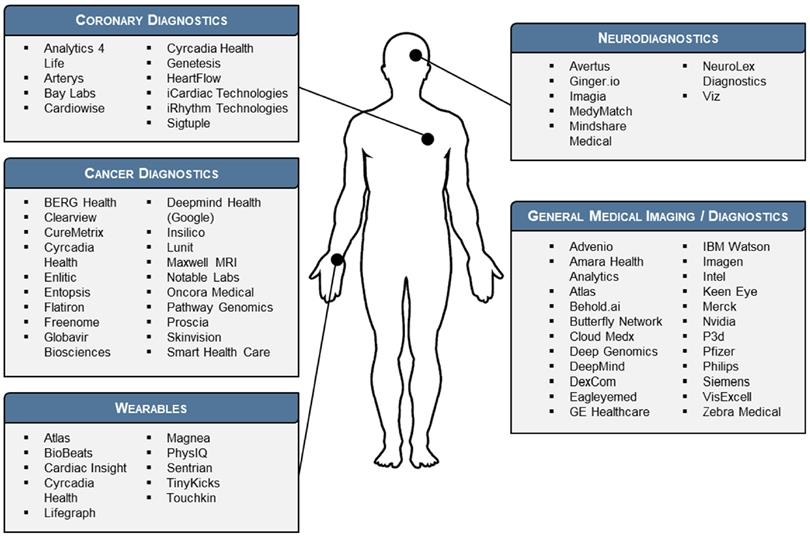 CORONARY DIAGNOSTICS
▪ Analytics 4
Life
▪ Arterys
▪ Bay Labs
▪ Cardiowise
▪ Cyrcadia Health
▪ Genetesis
▪ HeartFlow
▪ iCardiac Technologies
▪ iRhythm Technologies
▪ Sigtuple
NEURODIAGNOSTICS
▪ Avertus
▪ Ginger.io
▪ Imagia
▪ MedyMatch
▪ Mindshare
Medical
▪ NeuroLex
Diagnostics
▪ Viz
CANCER DIAGNOSTICS
▪ BERG Health
▪ Clearview
▪ CureMetrix
▪ Cyrcadia
Health
▪ Enlitic
▪ Entopsis
▪ Flatiron
▪ Freenome
▪ Globavir
Biosciences
▪ Deepmind Health
(Google)
▪ Insilico
▪ Lunit
▪ Maxwell MRI
▪ Notable Labs
▪ Oncora Medical
▪ Pathway Genomics
▪ Proscia
▪ Skinvision
▪ Smart Health Care
GENERAL MEDICAL IMAGING / DIAGNOSTICS
▪ Advenio
▪ Amara Health
Analytics
▪ Atlas
▪ Behold.ai
▪ Butterfly Network
▪ Cloud Medx
▪ Deep Genomics
▪ DeepMind
▪ DexCom
▪ Eagleyemed
▪ GE Healthcare
▪ IBM Watson
▪ Imagen
▪ Intel
▪ Keen Eye
▪ Merck
▪ Nvidia
▪ P3d
▪ Pfizer
▪ Philips
▪ Siemens
▪ VisExcell
▪ Zebra Medical
WEARABLES
▪ Atlas
▪ BioBeats
▪ Cardiac Insight
▪ Cyrcadia
Health
▪ Lifegraph
▪ Magnea
▪ PhysIQ
▪ Sentrian
▪ TinyKicks
▪ Touchkin